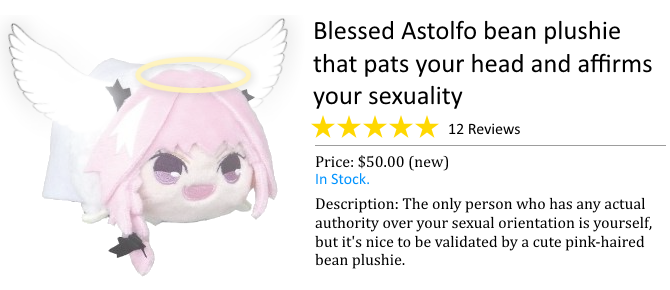 Blessed Astolfo bean plushie
that pats your head and affirms
your sexuality
12 Reviews
Price: $50.00 (new)
In Stock.
Description: The only person who has any actual
authority over your sexual orientation is yourself,
but it's nice to be validated by a cute pink-haired
bean plushie.